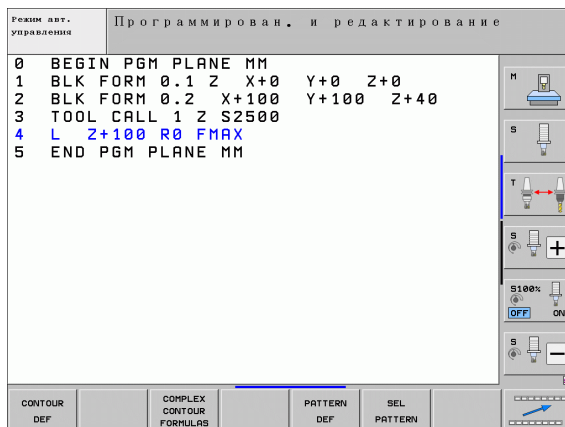 Режим авт.
управления
Программирован. и редактирование
0 BEGIN PGM PLANE MM
1 BLK FORM 0.1 Z X+0 Y+0 Z+0
2 BLK FORM 0.2 X+100 Y+100 Z+40
3 TOOL CALL 1 Z S2500
4 L Z+100 R0 FMAX
5 END PGM PLANE MM
M
S
T
S
+
S100%
OFF ON
S
-
CONTOUR
DEF
COMPLEX
CONTOUR
FORMULAS
PATTERN
DEF
SEL
PATTERN